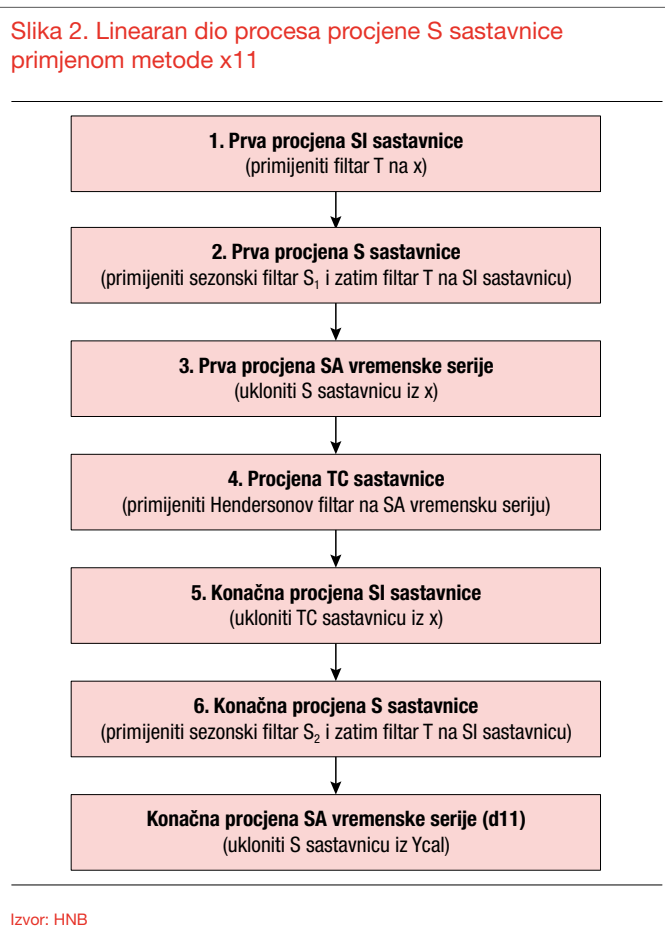 Slika 2. Linearan dio procesa procjene S sastavnice
primjenom metode x11
1. Prva procjena SI sastavnice
(primijeniti filtar T na x)
2. Prva procjena S sastavnice
(primijeniti sezonski filtar S₁ i zatim filtar T na SI sastavnicu)
3. Prva procjena SA vremenske serije
(ukloniti S sastavnicu iz x)
4. Procjena TC sastavnice
(primijeniti Hendersonov filtar na SA vremensku seriju)
5. Konačna procjena SI sastavnice
(ukloniti TC sastavnicu iz x)
6. Konačna procjena S sastavnice
(primijeniti sezonski filtar S₂ i zatim filtar T na SI sastavnicu)
Konačna procjena SA vremenske serije (d11)
(ukloniti S sastavnicu iz Ycal)
Izvor: HNB